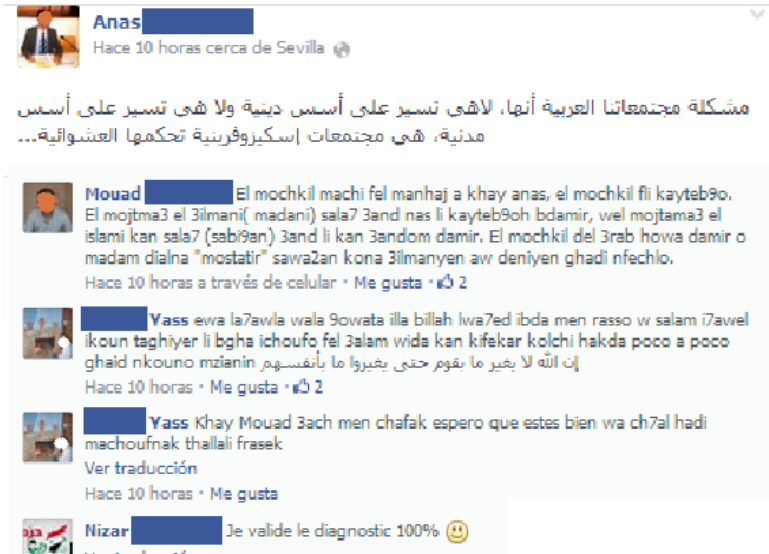 Anas
Hace 10 horas cerca de Sevilla
مشكلة مجتمعاتنا العربية أنها، لاهي تسير على أسس دينية ولا هي تسير على أسس
مدنية، هي مجتمعات إسكيزوفرينية تحكمها العشوائية...
Mouad El mochkil machi fel manhaj a khay anas, el mochkil fli kayteb9o.
El mojtma3 el 3ilmani( madani) sala7 3and nas li kayteb9oh bdamir, wel mojtama3 el
islami kan sala7 (sabi9an) 3and li kan 3andom damir. El mochkil del 3rab howa damir o
madam dialna "mostatir" sawa2an kona 3ilmanyen aw deniyen ghadi nfechlo.
Hace 10 horas a través de celular · Me gusta · 2
Yass ewa la7awla wala 9owata illa billah lwa7ed ibda men rasso w salam i7awel
ikoun taghiyer li bgha ichoufo fel 3alam wida kan kifekar kolchi hakda poco a poco
ghaid nkouno mzianin إن الله لا يغير ما بقوم حتى يغيروا ما بأنفسهم
Hace 10 horas · Me gusta · 2
Yass Khay Mouad 3ach men chafak espero que estes bien wa ch7al hadi
machoufnak thallali frasek
Ver traducción
Hace 10 horas · Me gusta
Nizar Je valide le diagnostic 100%